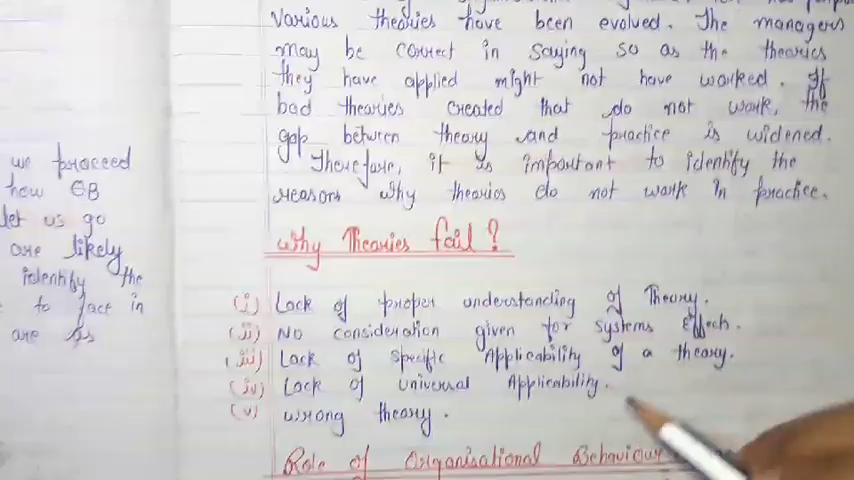 various theories have been evolved. The managers
may be correct in saying so as the theories
they have applied might not have worked. If
bad theories created that do not work, the
gap between theory and practice is widened.
Therefore, it is important to identify the
reasons why theories do not work in practice.
Why Theories fail?
(i) Lack of proper understanding of Theory.
(ii) No consideration given for systems Effech.
(iii) Lack of specific Applicability of a theory.
(iv) Lack of universal Applicability.
(v) wrong theory.
Role of Organisational Behaviour
we proceed
how OB
let us go
are likely
identify the
to face in
are as